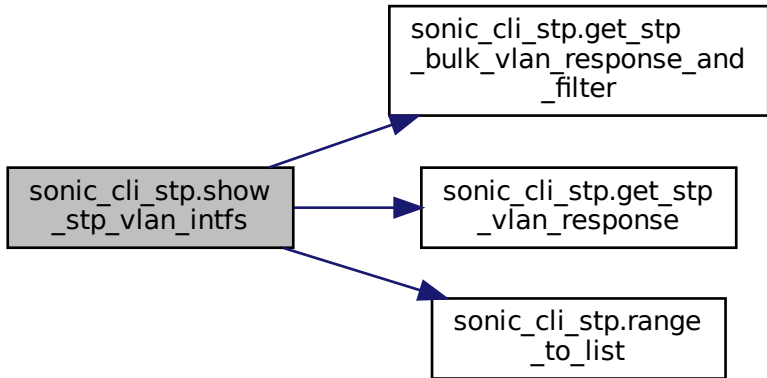 sonic_cli_stp.get_stp
_bulk_vlan_response_and
_filter
sonic_cli_stp.show
_stp_vlan_intfs
sonic_cli_stp.get_stp
_vlan_response
sonic_cli_stp.range
_to_list